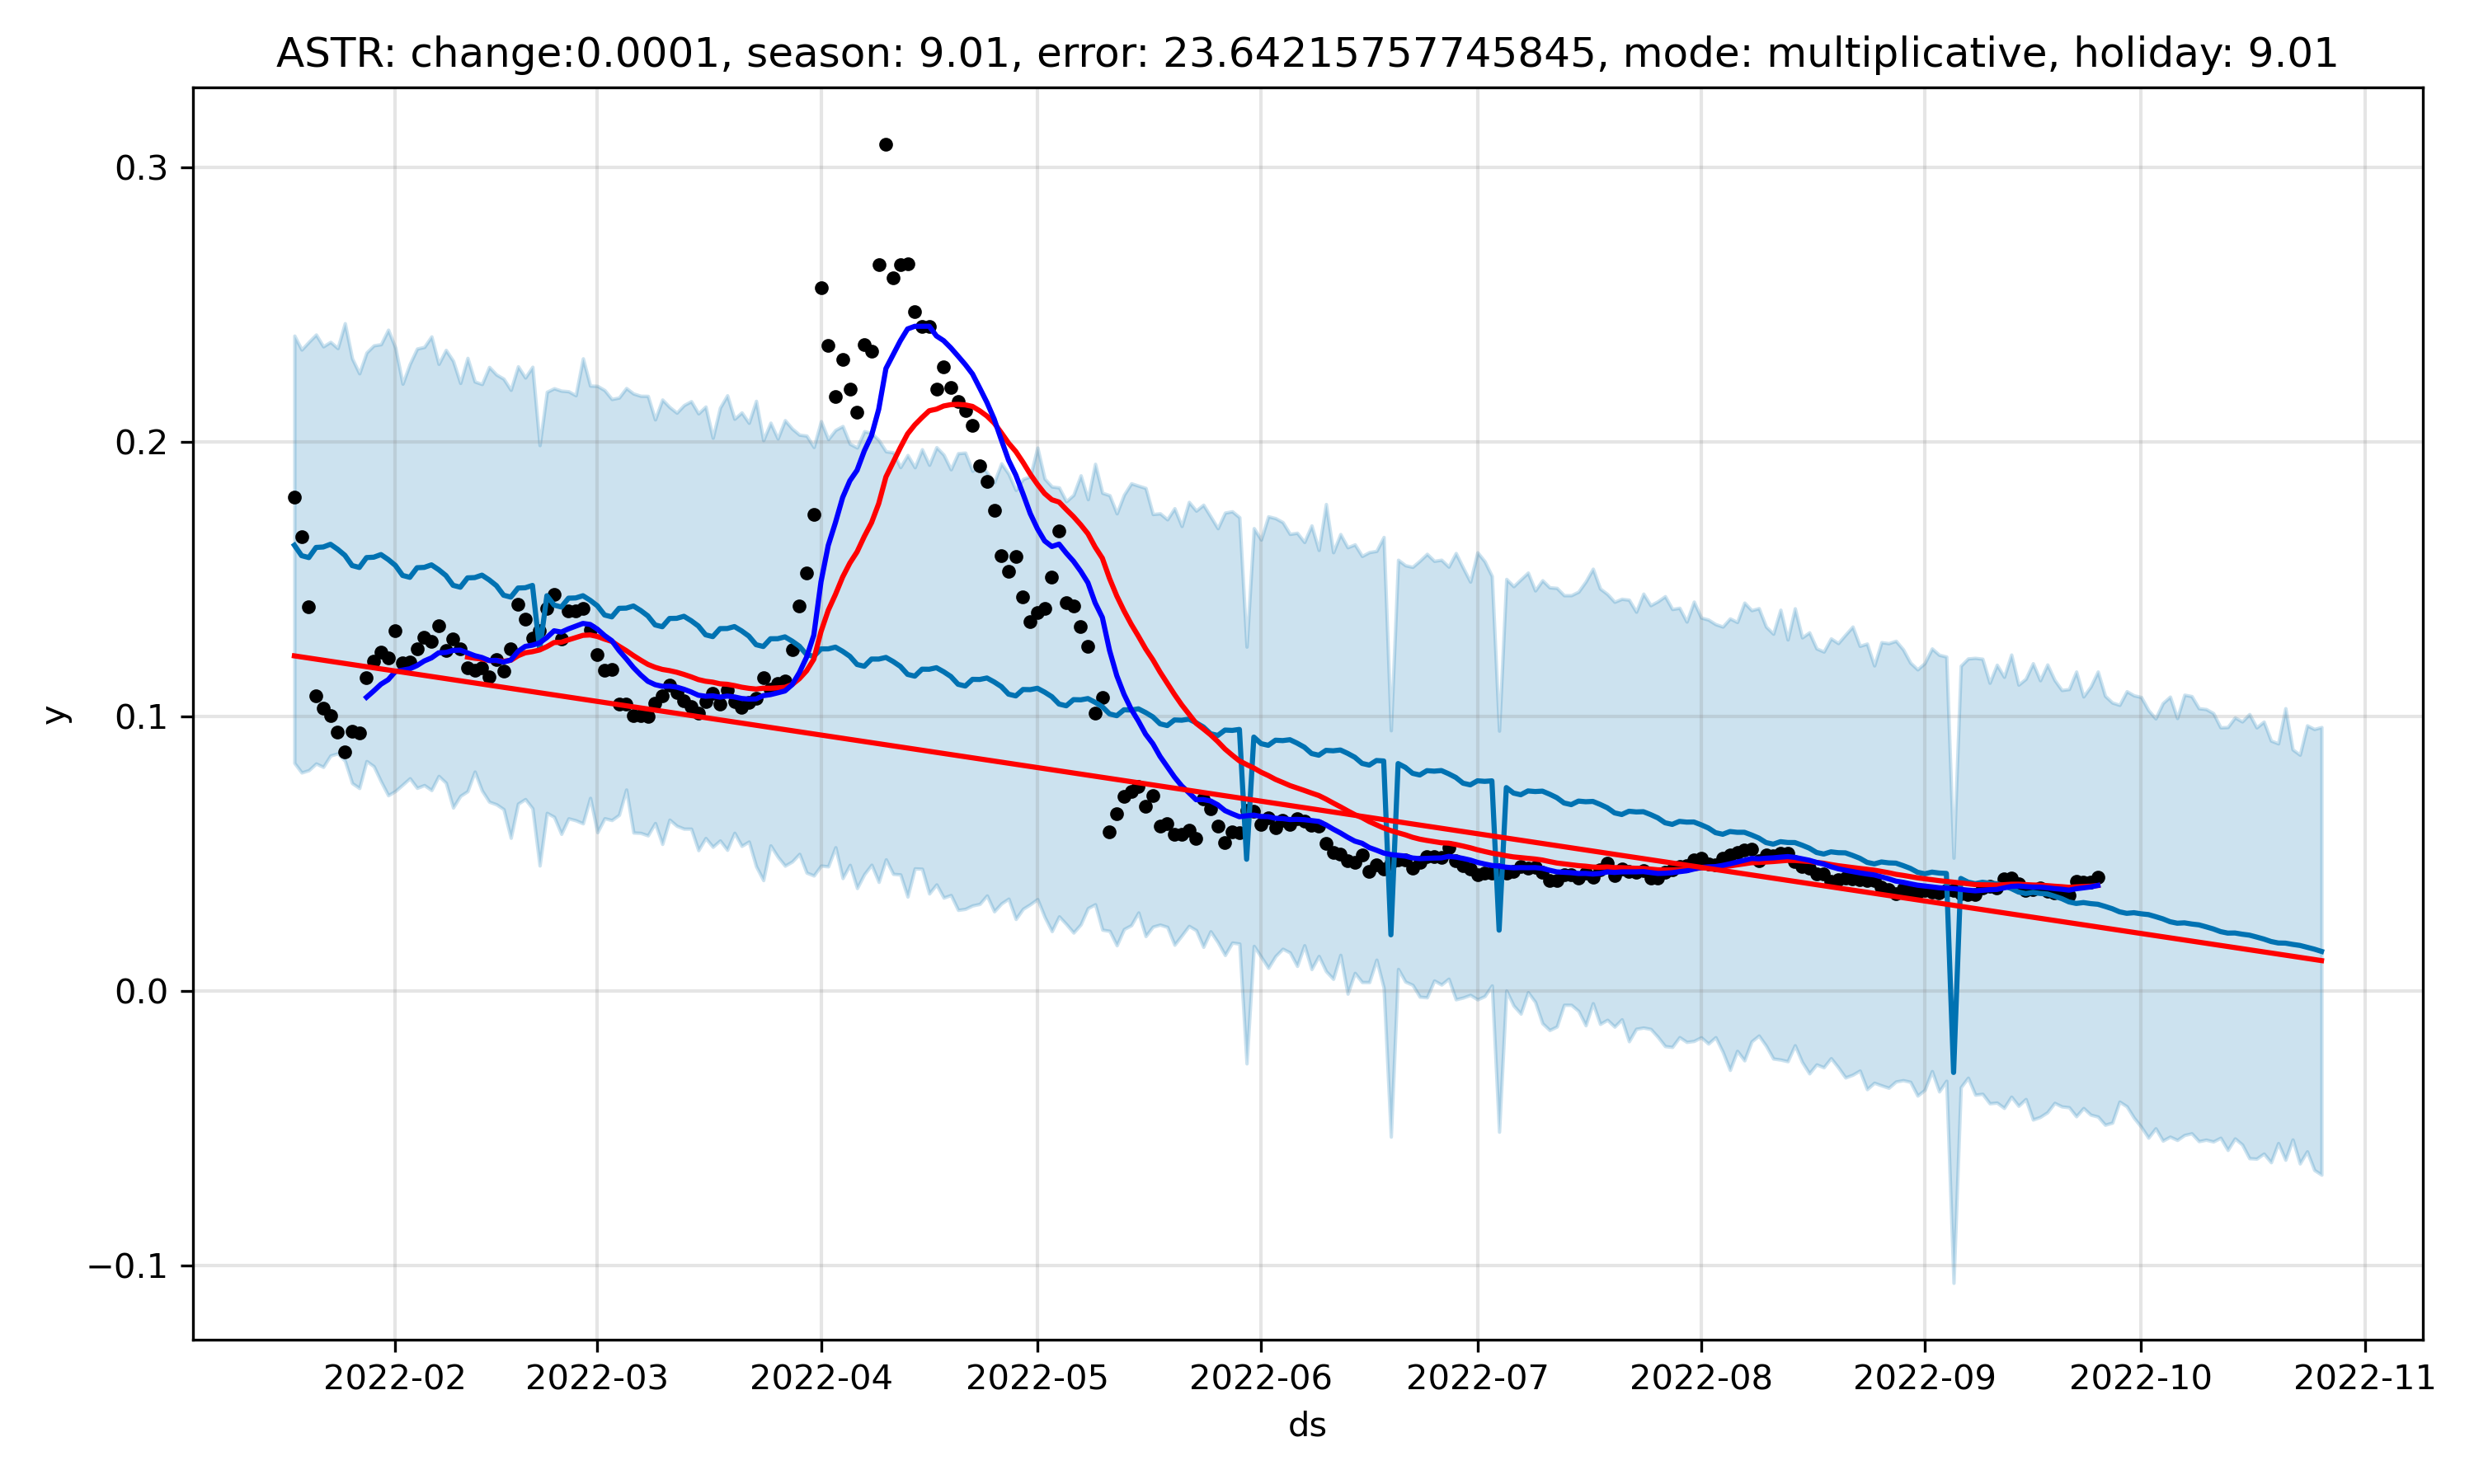 ASTR: change:0.0001, season: 9.01, error: 23.64215757745845, mode: multiplicative, holiday: 9.01
0.3
0.2
0.1
0.0
−0.1
y
2022-02 2022-03 2022-04 2022-05 2022-06 2022-07 2022-08 2022-09 2022-10 2022-11
ds